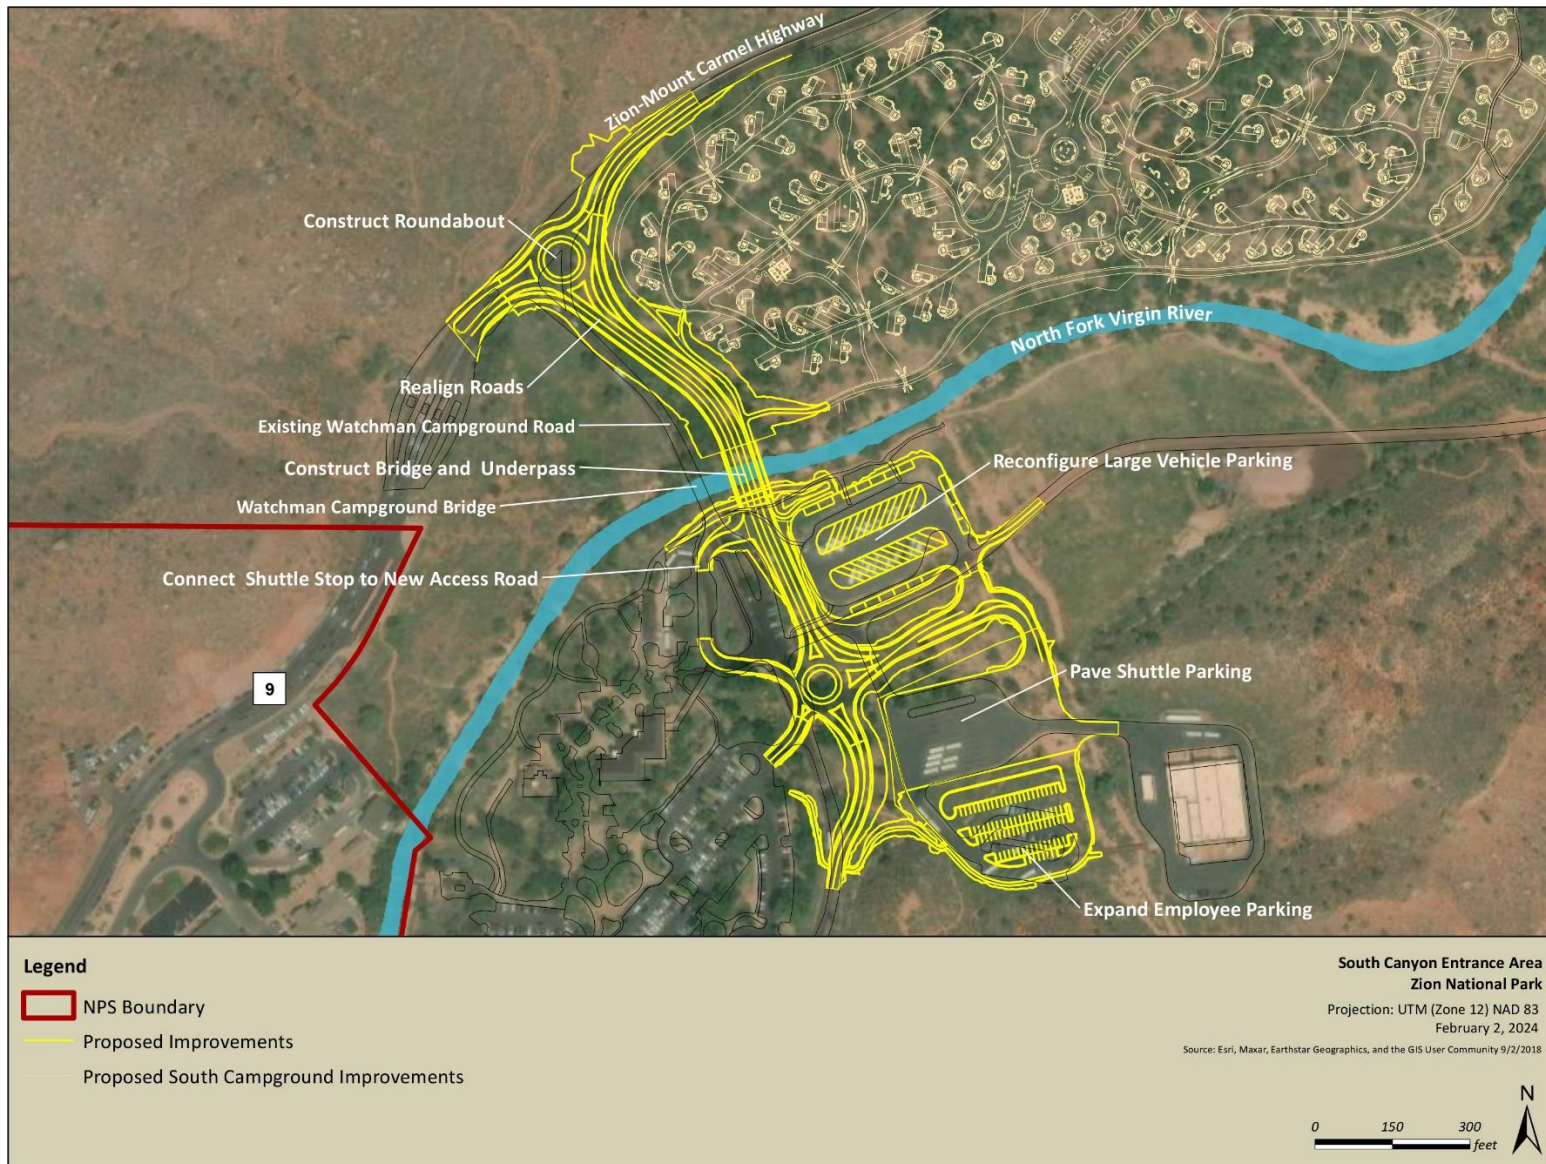 Zion-Mount Carmel Highway
Construct Roundabout
North Fork Virgin River
Realign Roads
Existing Watchman Campground Road
Reconfigure Large Vehicle Parking
Construct Bridge and Underpass
Watchman Campground Bridge
Connect Shuttle Stop to New Access Road
Pave Shuttle Parking
9
Expand Employee Parking
Legend
NPS Boundary
Proposed Improvements
Proposed South Campground Improvements
South Canyon Entrance Area
Zion National Park
Projection: UTM (Zone 12) NAD 83
February 2, 2024
Source: Esri, Maxar, Earthstar Geographics, and the GIS User Community 9/2/2018
N
0 150 300
feet